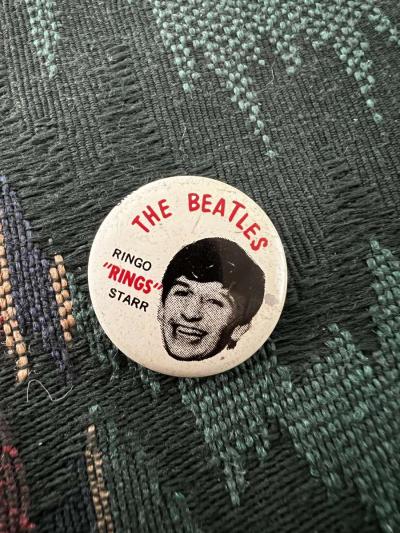 THE BEATLES
RINGO
"RINGS"
STARR